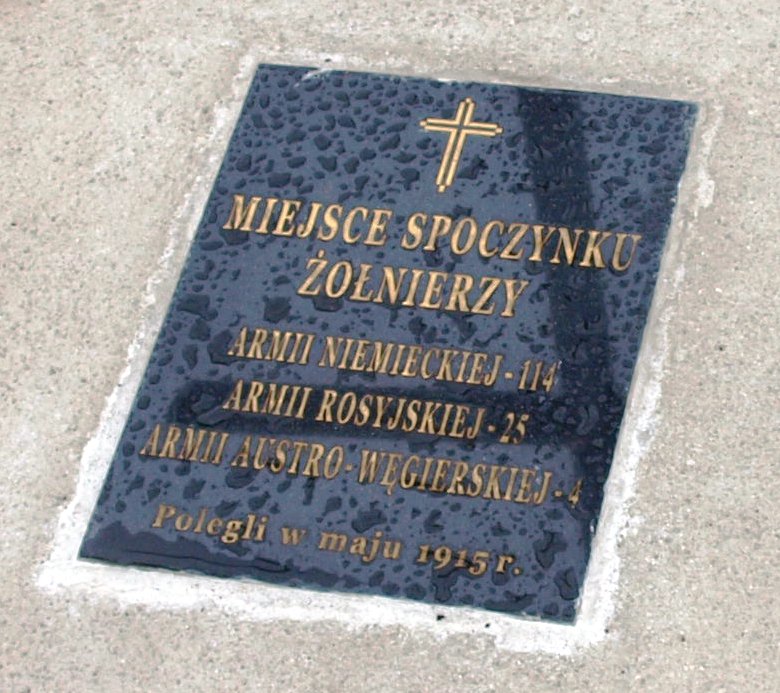 MIEJSCE SPOCZYNKU
ŻOŁNIERZY
ARMII NIEMIECKIEJ - 114
ARMII ROSYJSKIEJ - 25
ARMII AUSTRO-WĘGIERSKIEJ - 4
Polegli w maju 1915 r.